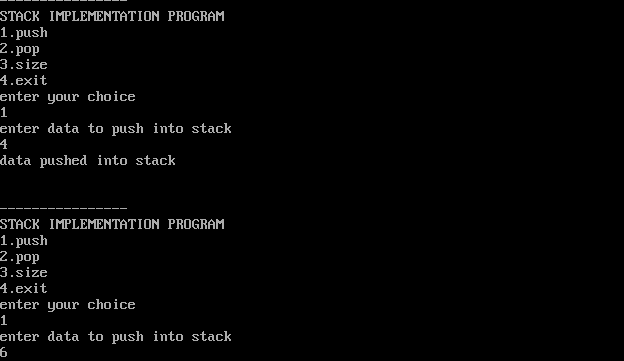 ----------------
STACK IMPLEMENTATION PROGRAM
1.push
2.pop
3.size
4.exit
enter your choice
1
enter data to push into stack
4
data pushed into stack
----------------
STACK IMPLEMENTATION PROGRAM
1.push
2.pop
3.size
4.exit
enter your choice
1
enter data to push into stack
6